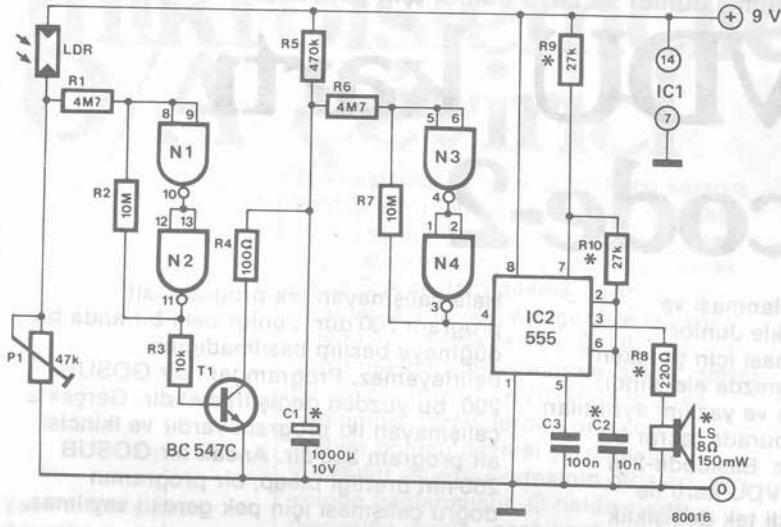 9 V
LDR
R1
4M7
R5
470k
R6
4M7
R9
*
27k
14
IC1
7
8 9
N1
10
5 6
N3
4
R2
10M
12 13
N2
11
R4
100Ω
R7
10M
1 2
N4
3
R10
*
27k
8 7
4
IC2
555
2
3
6
1 5
R3
10k
T1
BC 547C
P1
47k
C1 *
1000µ
10V
C3
100n
C2 *
10n
R8
*
220Ω
*
LS
8Ω
150mW
0
80016